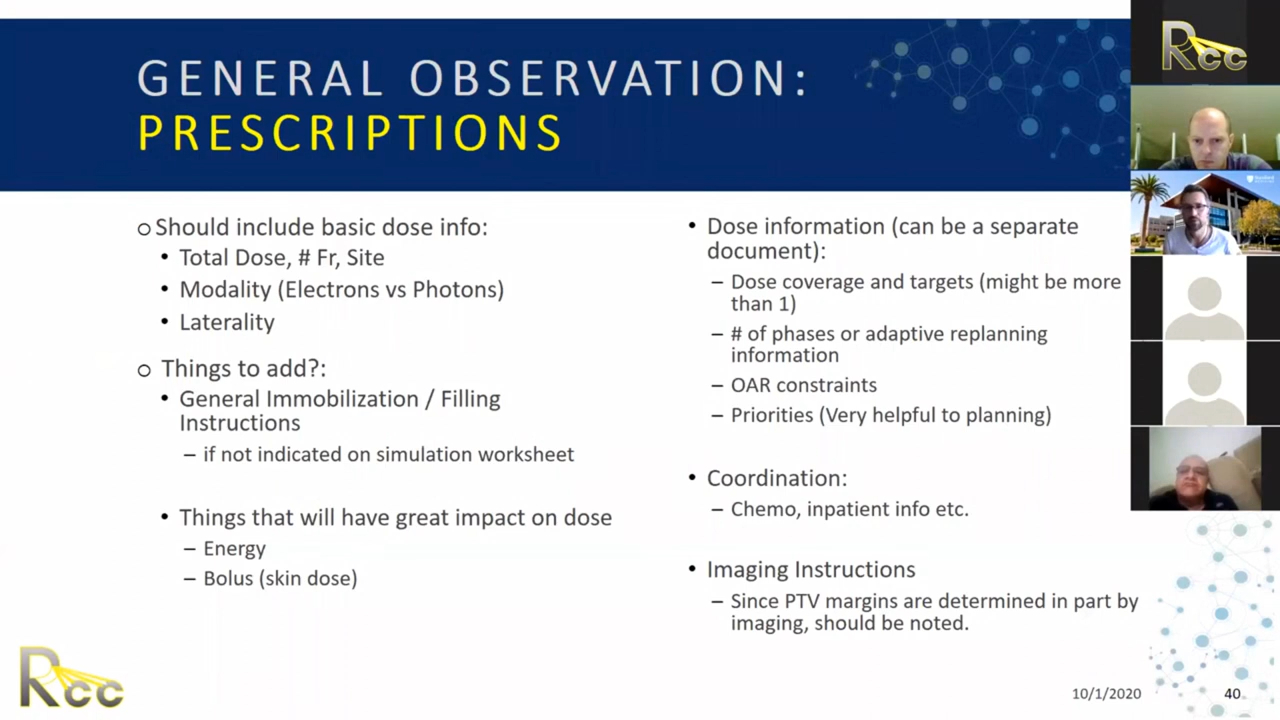 GENERAL OBSERVATION:
PRESCRIPTIONS
Should include basic dose info:
• Total Dose, # Fr, Site
• Modality (Electrons vs Photons)
• Laterality
Things to add?:
• General Immobilization / Filling
Instructions
– if not indicated on simulation worksheet
• Things that will have great impact on dose
– Energy
– Bolus (skin dose)
• Dose information (can be a separate
document):
– Dose coverage and targets (might be more
than 1)
– # of phases or adaptive replanning
information
– OAR constraints
– Priorities (Very helpful to planning)
• Coordination:
– Chemo, inpatient info etc.
• Imaging Instructions
– Since PTV margins are determined in part by
imaging, should be noted.
Rcc
Rcc
10/1/2020
40